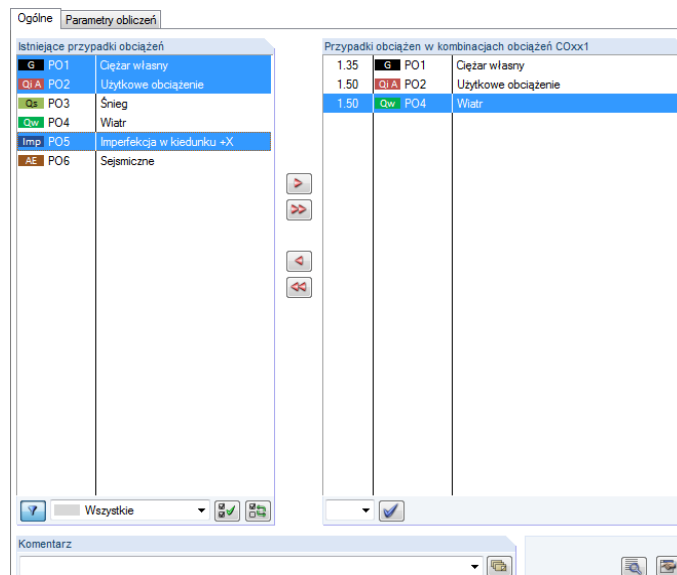 Ogólne Parametry obliczeń
Istniejące przypadki obciążeń
G PO1 Ciężar własny
Qi A PO2 Użytkowe obciążenie
Qs PO3 Śnieg
Qw PO4 Wiatr
Imp PO5 Imperfekcja w kiedunku +X
AE PO6 Sejsmiczne
Wszystkie
Przypadki obciążen w kombinacjach obciążeń COxx1
1.35 G PO1 Ciężar własny
1.50 Qi A PO2 Użytkowe obciążenie
1.50 Qw PO4 Wiatr
Komentarz